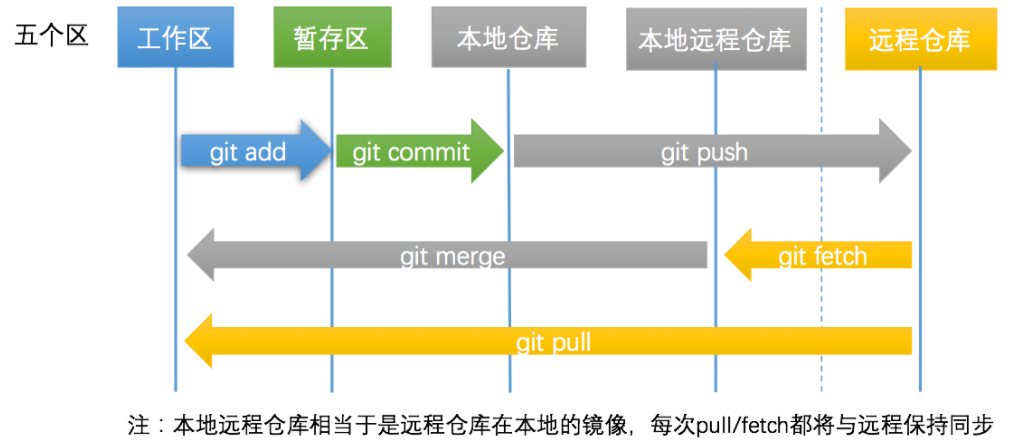 五个区 工作区 暂存区 本地仓库 本地远程仓库 远程仓库
git add git commit git push
git merge git fetch
git pull
注：本地远程仓库相当于是远程仓库在本地的镜像，每次pull/fetch都将与远程保持同步